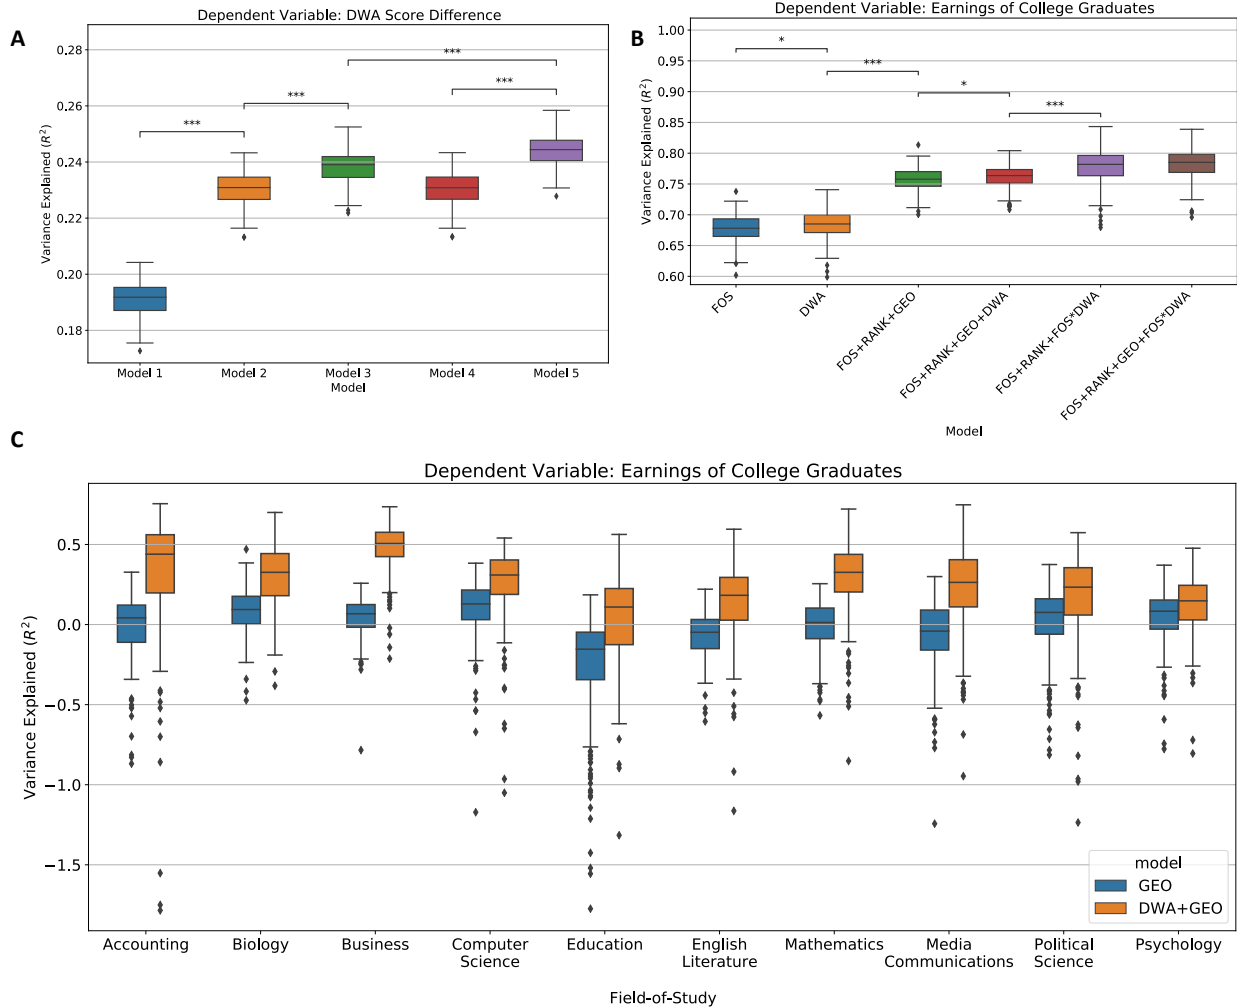 A
Dependent Variable: DWA Score Difference
Variance Explained (R²)
0.28
0.26
0.24
0.22
0.20
0.18
***
***
***
***
Model 1 Model 2 Model 3 Model 4 Model 5
Model
B
Dependent Variable: Earnings of College Graduates
Variance Explained (R²)
1.00
0.95
0.90
0.85
0.80
0.75
0.70
0.65
0.60
*
***
*
***
FOS
DWA
FOS+RANK+GEO
FOS+RANK+GEO+DWA
FOS+RANK+FOS*DWA
FOS+RANK+GEO+FOS*DWA
Model
C
Dependent Variable: Earnings of College Graduates
Variance Explained (R²)
0.5
0.0
−0.5
−1.0
−1.5
model
GEO
DWA+GEO
Accounting
Biology
Business
Computer
Science
Education
English
Literature
Mathematics
Media
Communications
Political
Science
Psychology
Field-of-Study